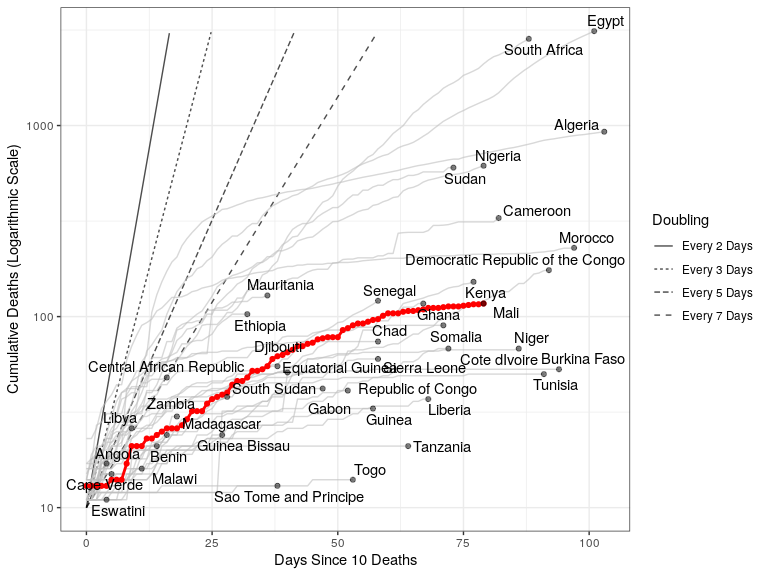 Egypt
South Africa
1000
Algeria
Nigeria
Sudan
Cameroon
Doubling
Morocco
Every 2 Days
Democratic Republic of the Congo
Every 3 Days
Mauritania
Senegal
Kenya
Every 5 Days
100
Ghana
Mali
Every 7 Days
Ethiopia
Chad
Somalia
Niger
Djibouti
Central African Republic
Equatorial Guinea
Sierra Leone
Cote dIvoire
Burkina Faso
South Sudan
Republic of Congo
Tunisia
Zambia
Gabon
Liberia
Libya
Madagascar
Guinea
Guinea Bissau
Tanzania
Angola
Benin
Togo
Cape Verde
Malawi
Sao Tome and Principe
10
Eswatini
0
25
50
75
100
Days Since 10 Deaths
Cumulative Deaths (Logarithmic Scale)